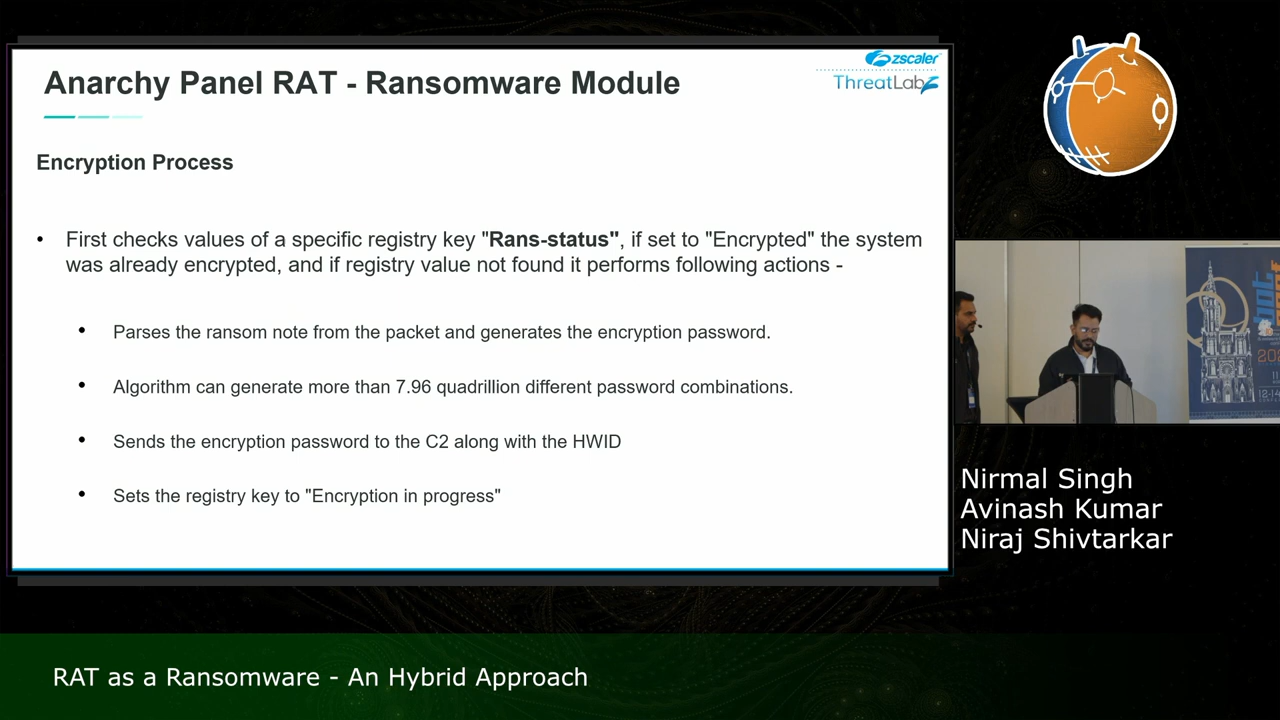 Anarchy Panel RAT - Ransomware Module
zscaler
ThreatLabZ
Encryption Process
• First checks values of a specific registry key "Rans-status", if set to "Encrypted" the system
was already encrypted, and if registry value not found it performs following actions -
• Parses the ransom note from the packet and generates the encryption password.
• Algorithm can generate more than 7.96 quadrillion different password combinations.
• Sends the encryption password to the C2 along with the HWID
• Sets the registry key to "Encryption in progress"
Nirmal Singh
Avinash Kumar
Niraj Shivtarkar
RAT as a Ransomware - An Hybrid Approach